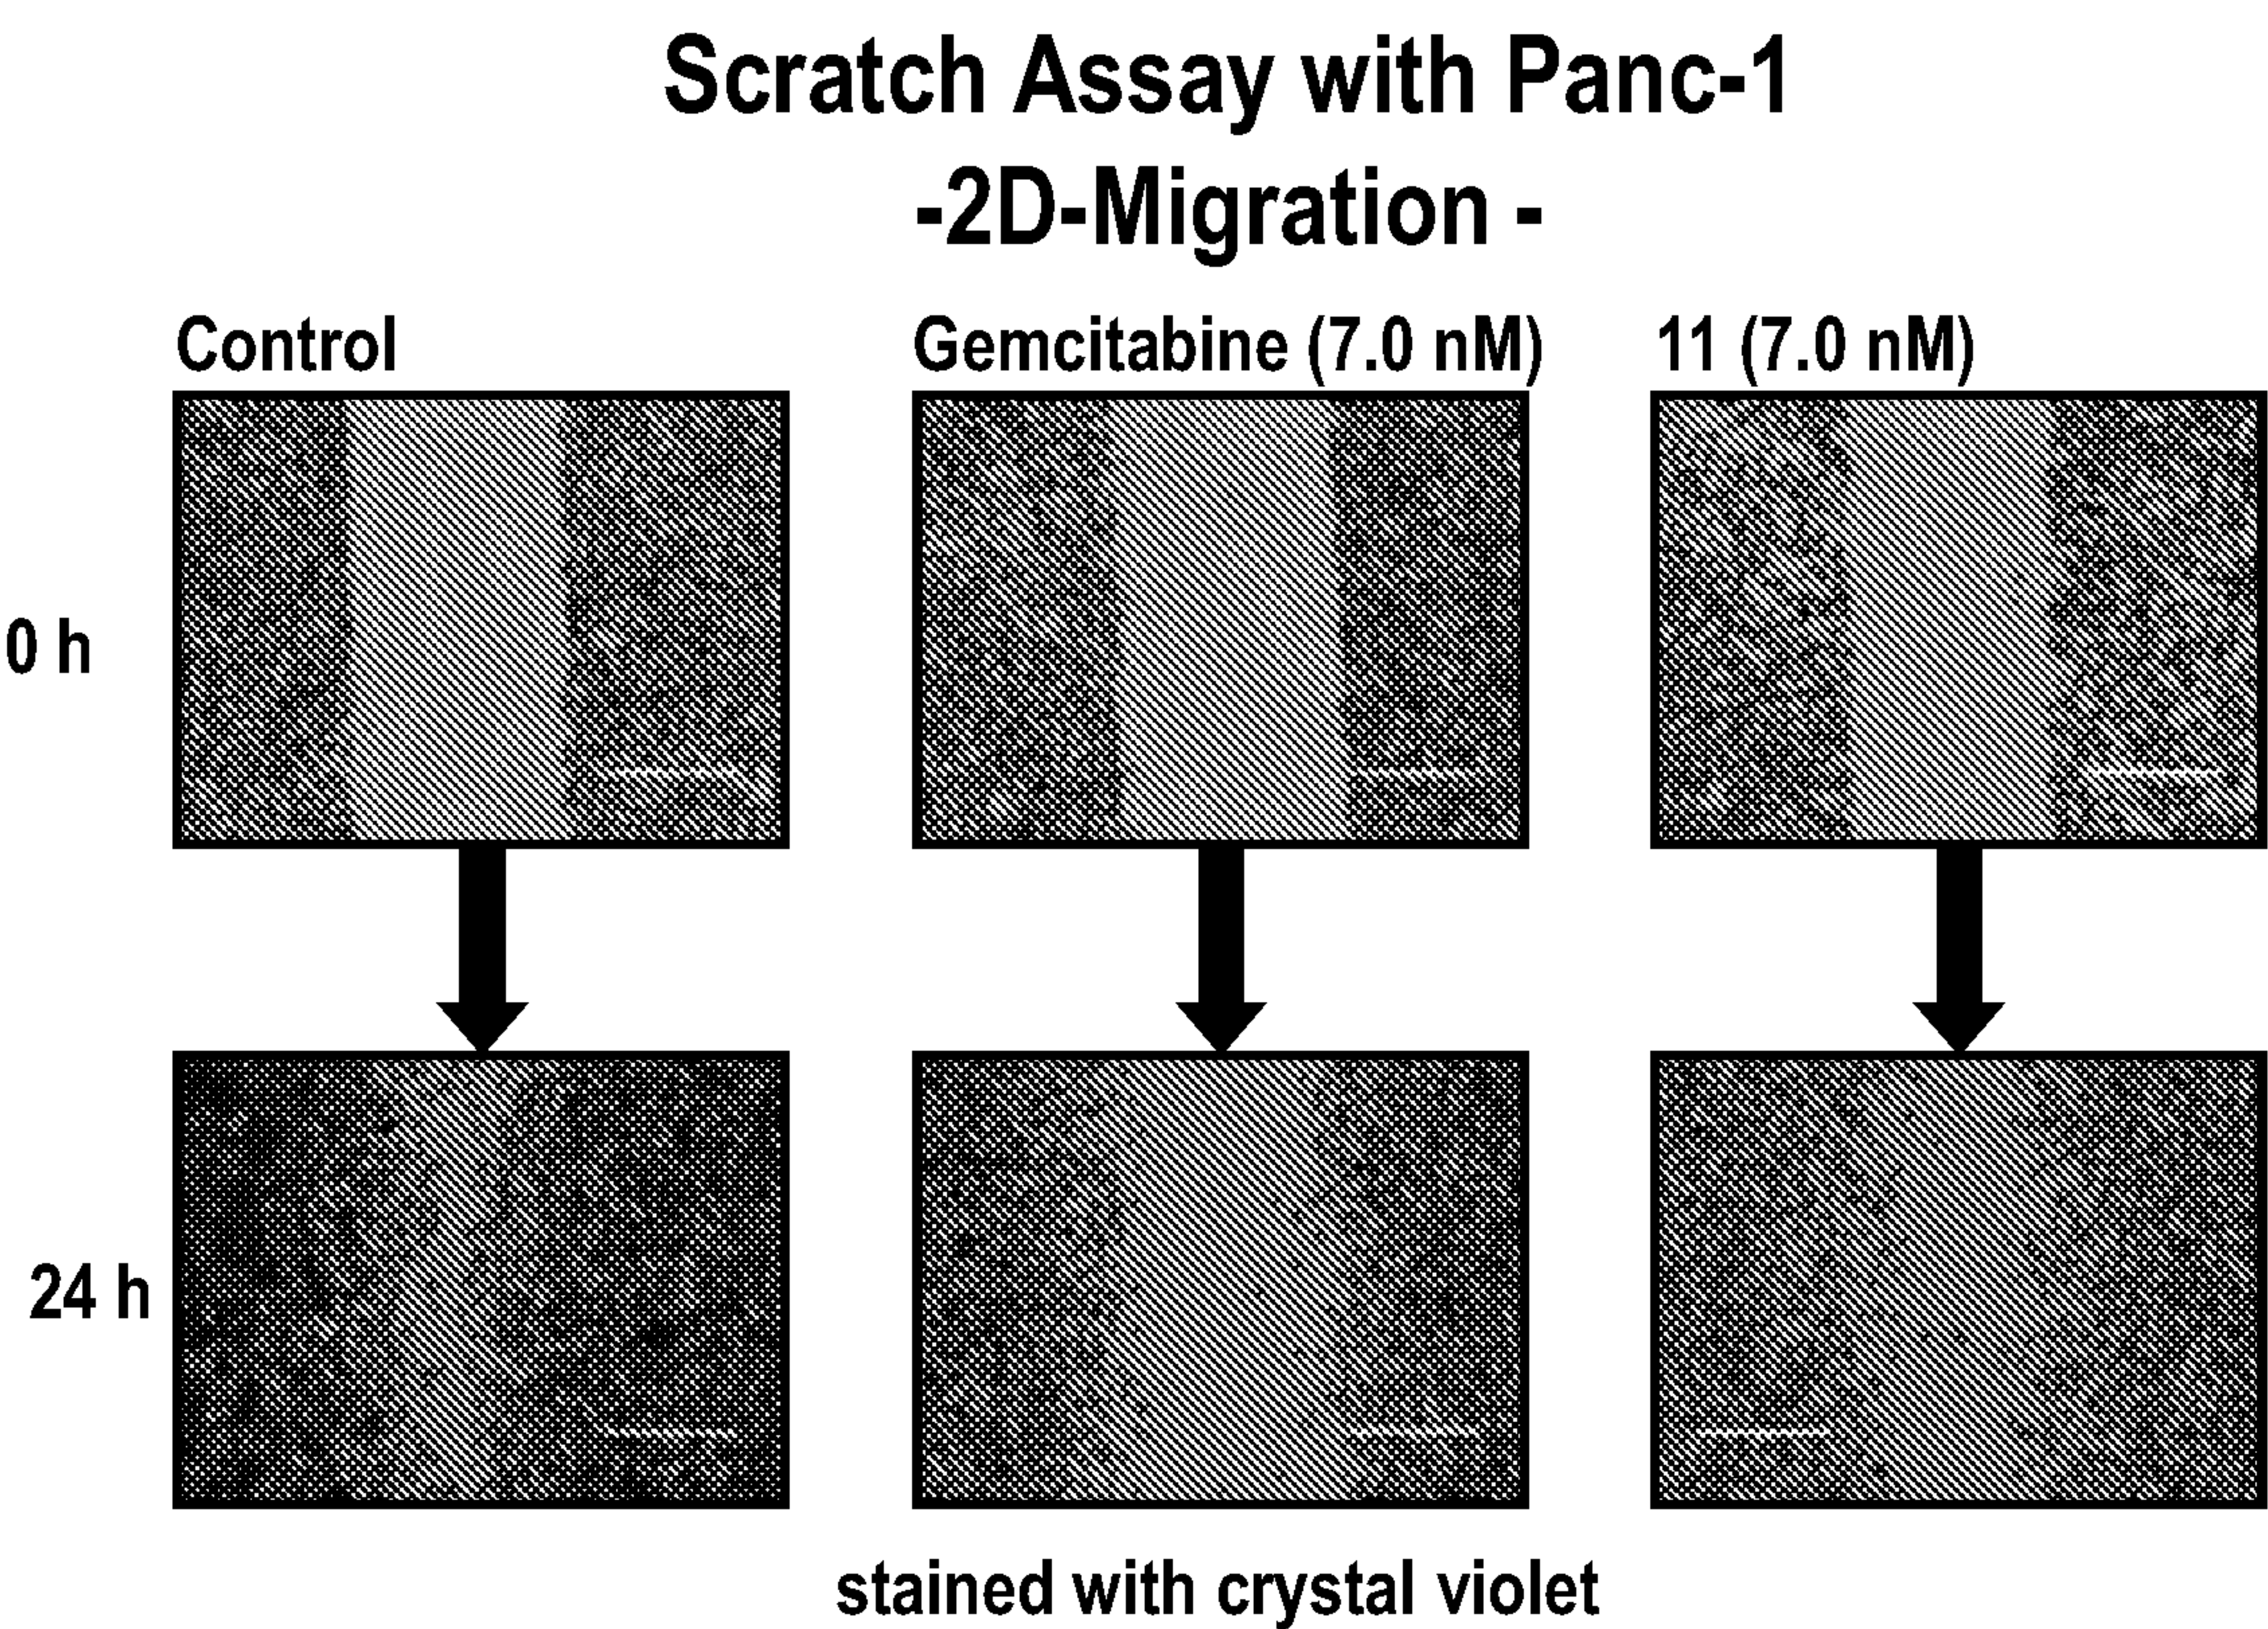 Scratch Assay with Panc-1
-2D-Migration -
Control
Gemcitabine (7.0 nM)
11 (7.0 nM)
0 h
24 h
stained with crystal violet